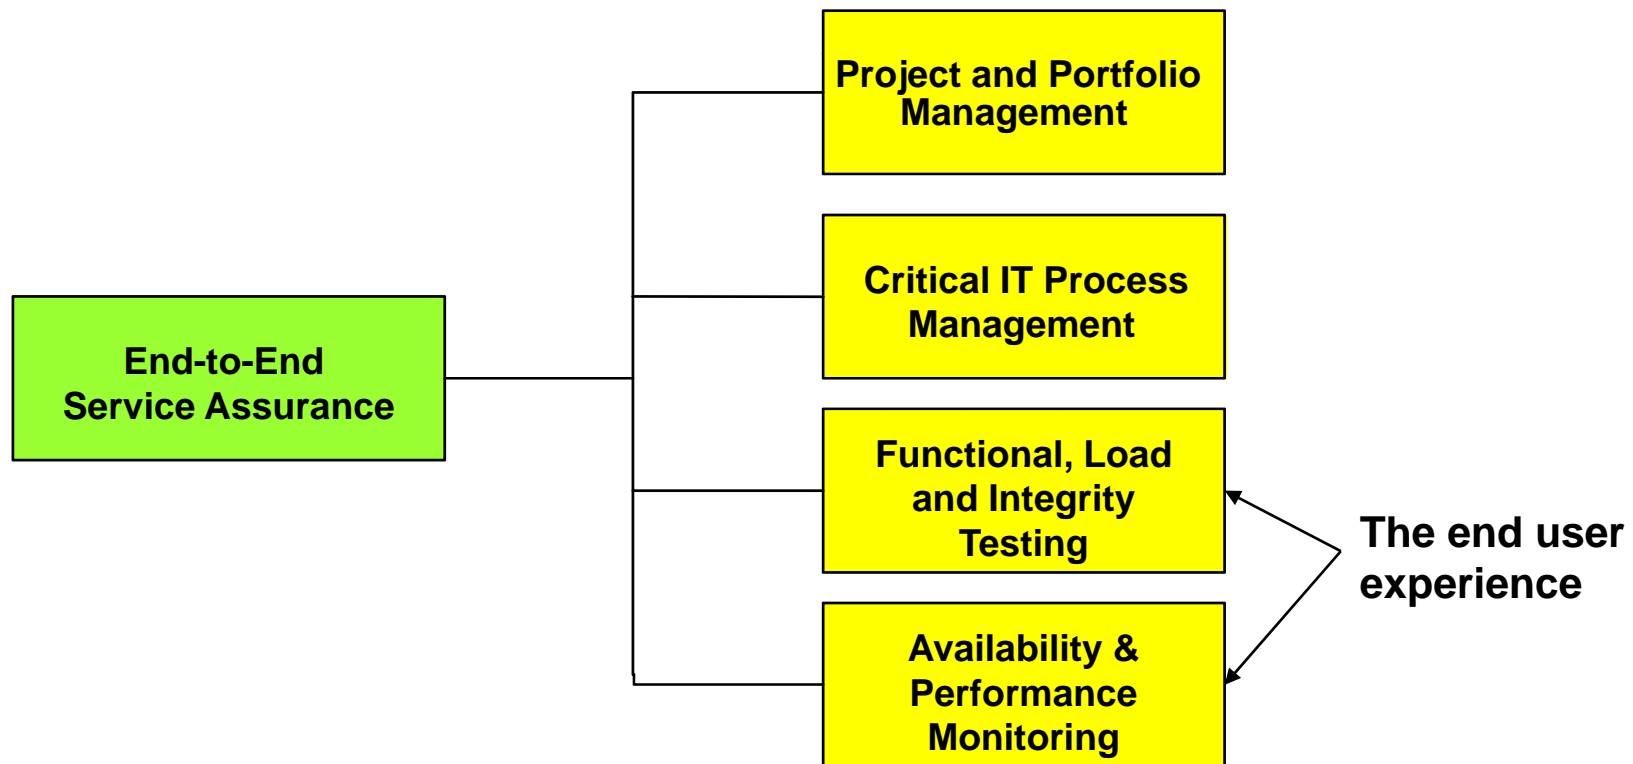 Project and Portfolio
Management
Critical IT Process
Management
End-to-End
Service Assurance
Functional, Load
and Integrity
Testing
The end user
experience
Availability &
Performance
Monitoring